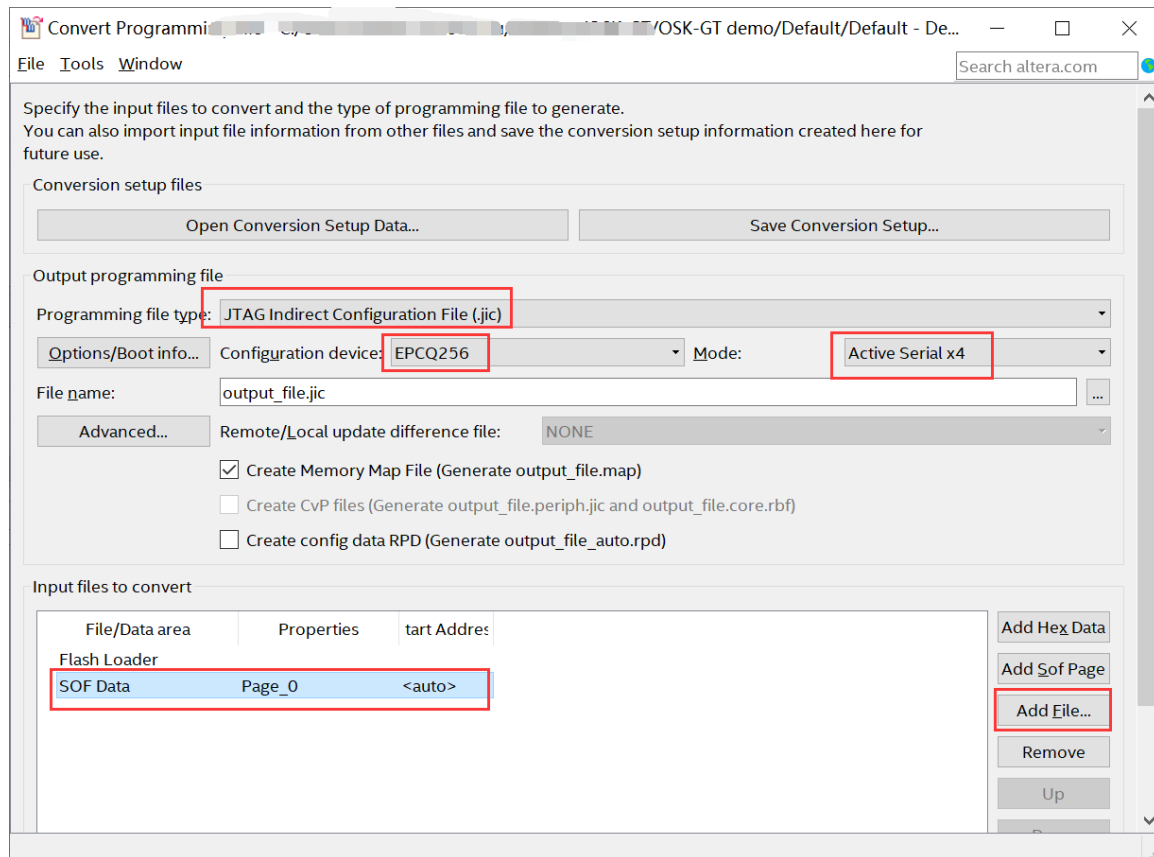 Convert Programmi /OSK-GT demo/Default/Default - De...
File Tools Window
Search altera.com
Specify the input files to convert and the type of programming file to generate.
You can also import input file information from other files and save the conversion setup information created here for
future use.
Conversion setup files
Open Conversion Setup Data... Save Conversion Setup...
Output programming file
Programming file type: JTAG Indirect Configuration File (.jic)
Options/Boot info... Configuration device: EPCQ256 Mode: Active Serial x4
File name: output_file.jic ...
Advanced... Remote/Local update difference file: NONE
Create Memory Map File (Generate output_file.map)
Create CvP files (Generate output_file.periph.jic and output_file.core.rbf)
Create config data RPD (Generate output_file_auto.rpd)
Input files to convert
File/Data area Properties tart Addres
Add Hex Data
Flash Loader
SOF Data Page_0 <auto>
Add Sof Page
Add File...
Remove
Up